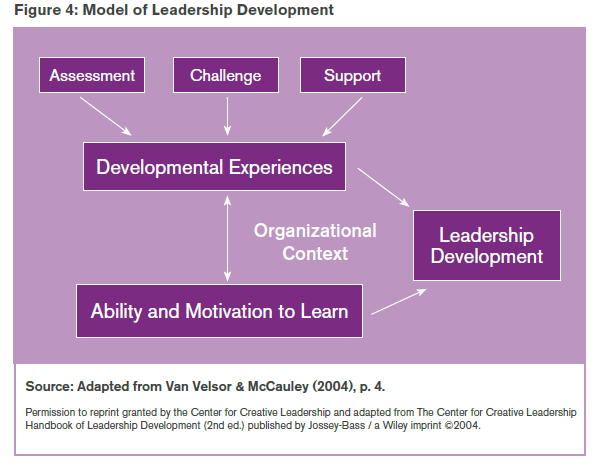 Figure 4: Model of Leadership Development
Assessment
Challenge
Support
Developmental Experiences
Organizational
Context
Leadership
Development
Ability and Motivation to Learn
Source: Adapted from Van Velsor & McCauley (2004), p. 4.
Permission to reprint granted by the Center for Creative Leadership and adapted from The Center for Creative Leadership
Handbook of Leadership Development (2nd ed.) published by Jossey-Bass / a Wiley imprint ©2004.